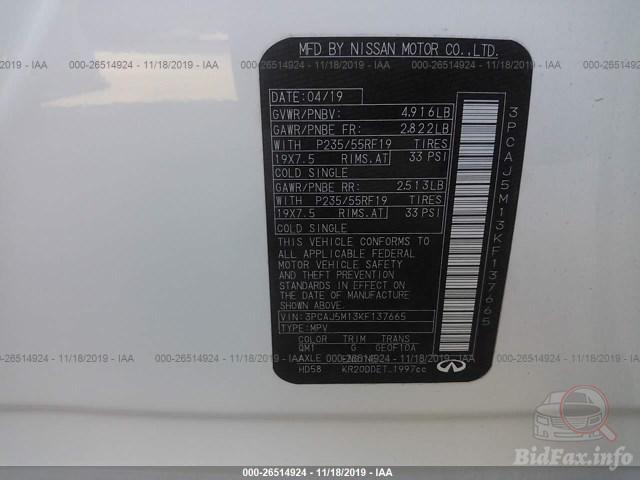 000-26514924 - 11/18/2019 - IAA
MFD BY NISSAN MOTOR CO.,LTD.
DATE: 04/19
GVWR/PNBV: 4,916LB
GAWR/PNBE FR: 2,822LB
WITH P235/55RF19 TIRES
19X7.5 RIMS.AT 33 PSI
COLD SINGLE
GAWR/PNBE RR: 2,513LB
WITH P235/55RF19 TIRES
19X7.5 RIMS.AT 33 PSI
COLD SINGLE
THIS VEHICLE CONFORMS TO
ALL APPLICABLE FEDERAL
MOTOR VEHICLE SAFETY
AND THEFT PREVENTION
STANDARDS IN EFFECT ON
THE DATE OF MANUFACTURE
SHOWN ABOVE.
VIN: 3PCAJ5M13KF137665
TYPE: MPV
COLOR TRIM TRANS
QM1 G GE0F10A
AXLE ENGINE
HD58 KR20DDET 1997cc
3PCAJ5M13KF137665
INFINITI
BidFax.info
000-26514924 - 11/18/2019 - IAA